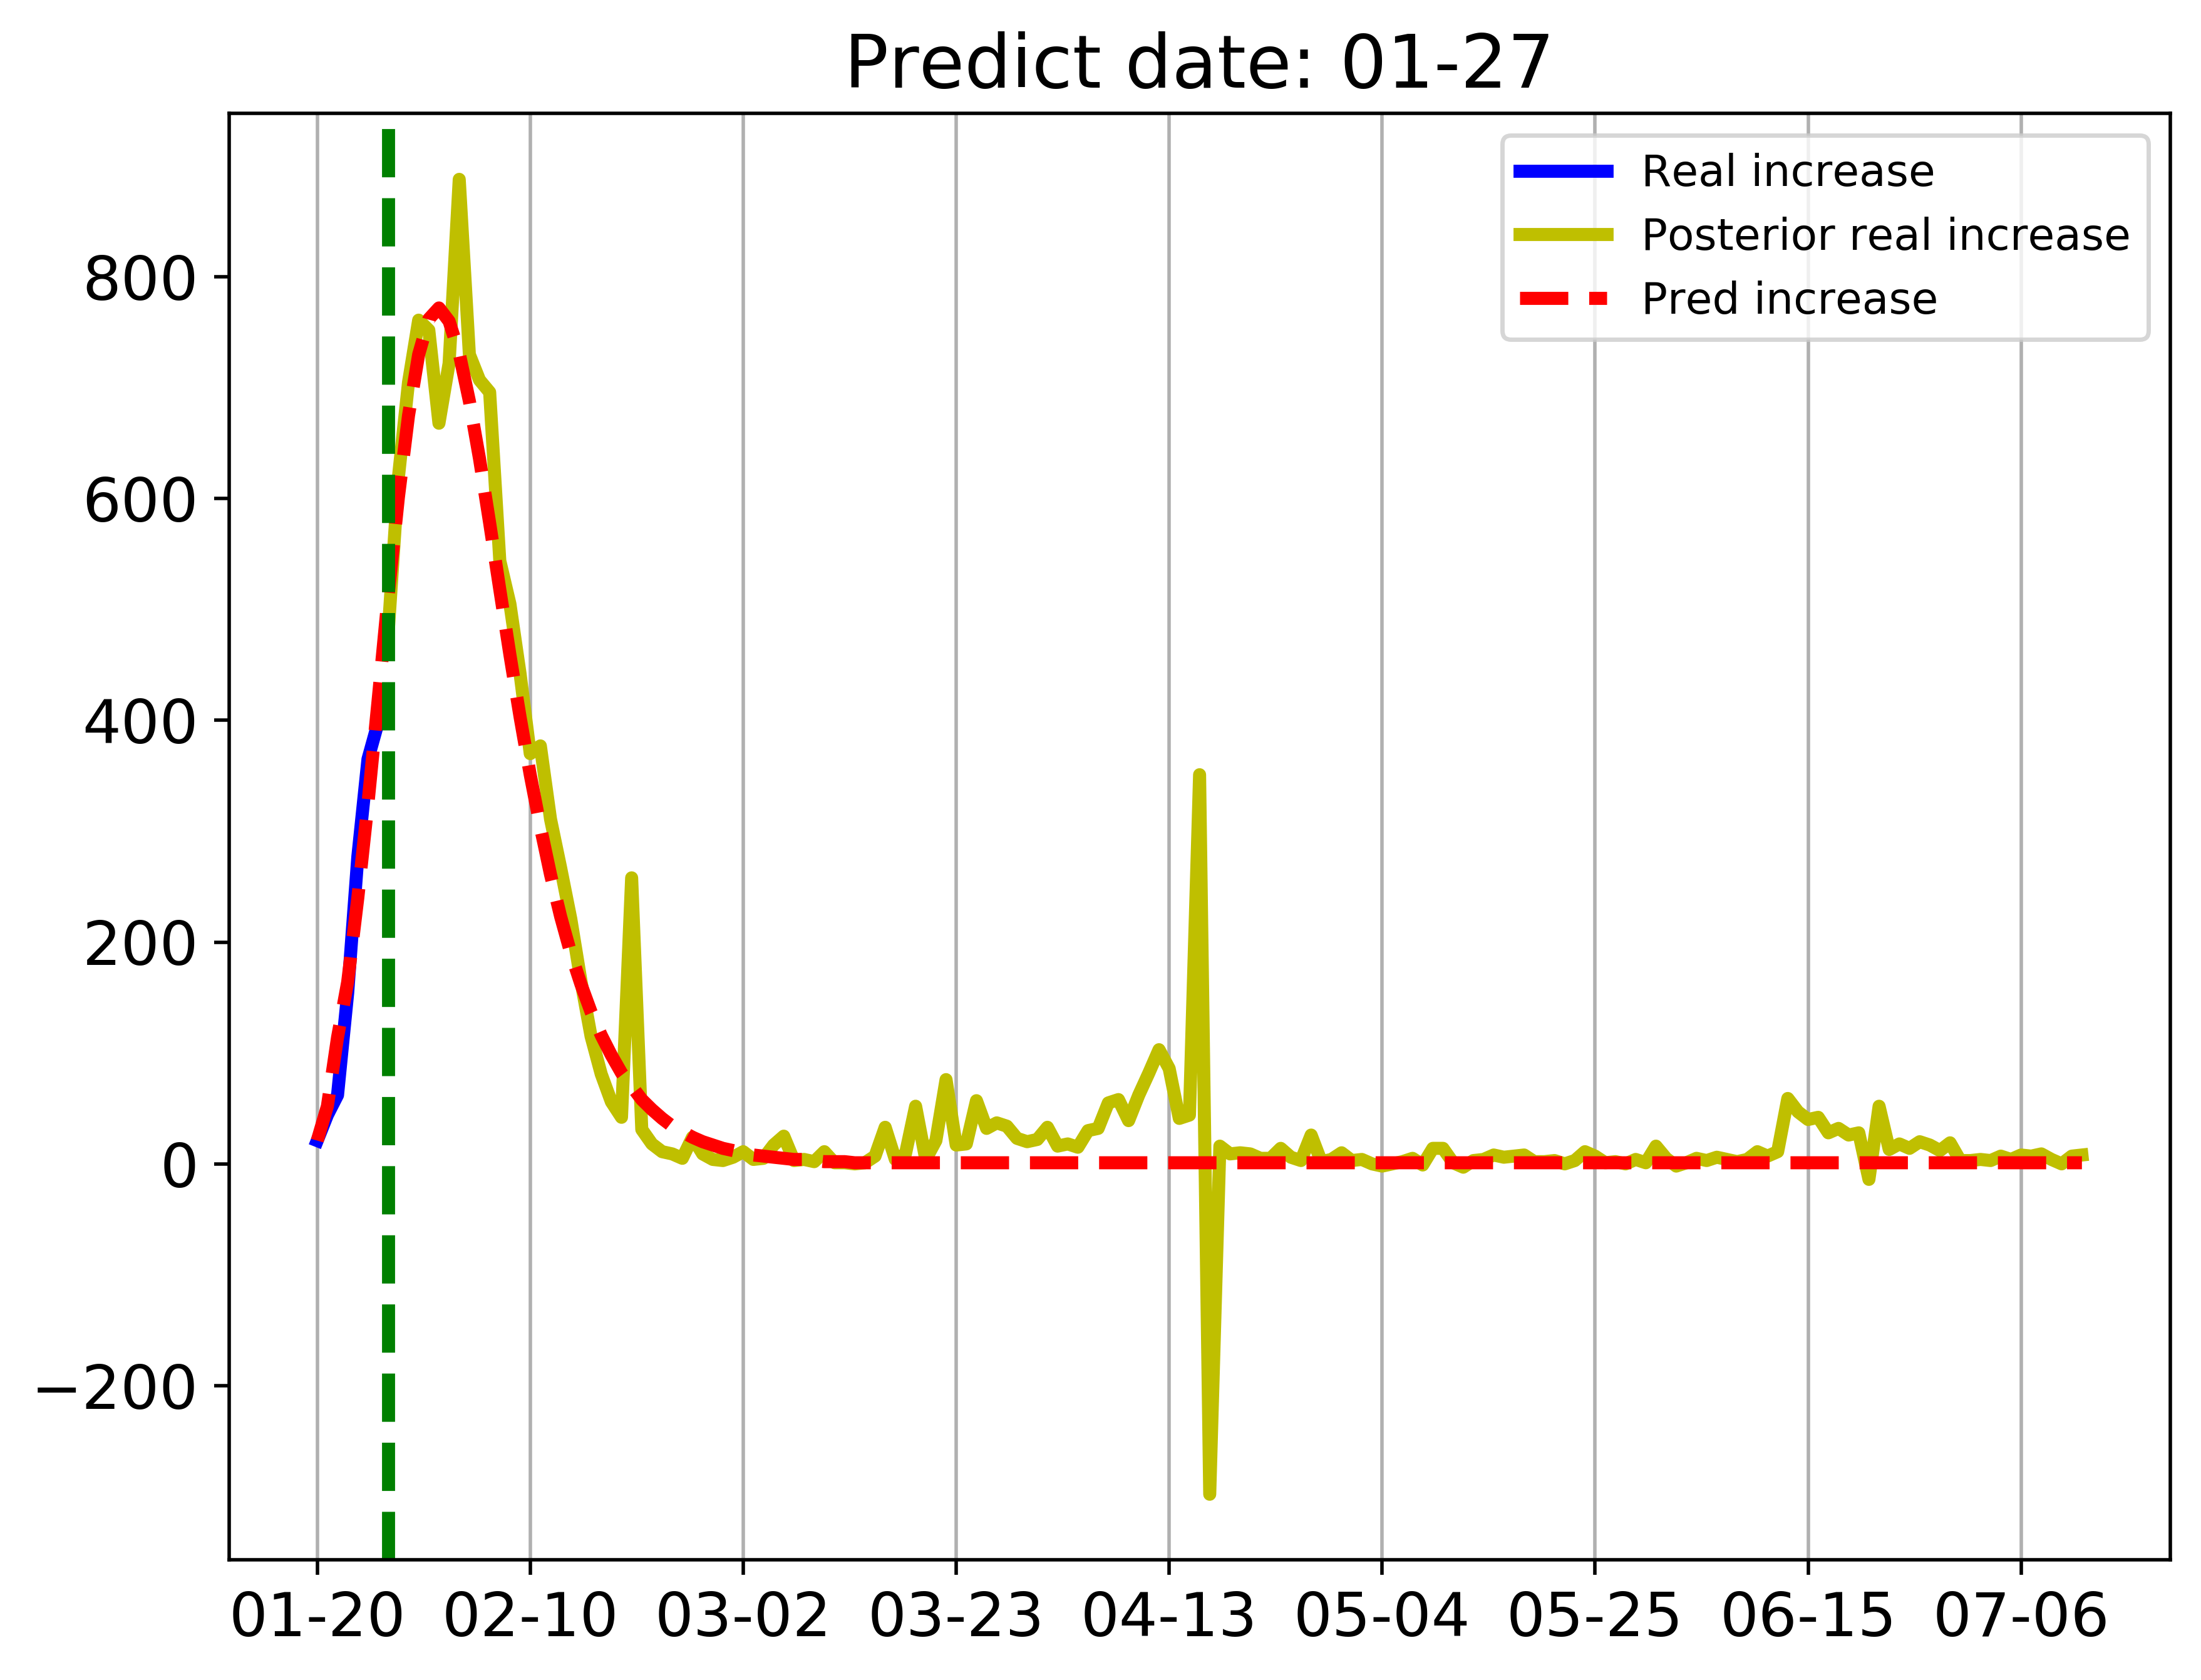 Predict date: 01-27
Real increase
Posterior real increase
Pred increase
800
600
400
200
0
−200
01-20 02-10 03-02 03-23 04-13 05-04 05-25 06-15 07-06